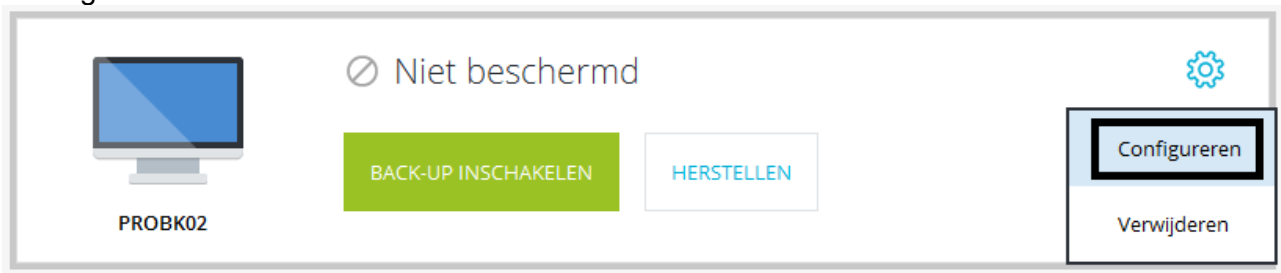 Niet beschermd
Configureren
BACK-UP INSCHAKELEN
HERSTELLEN
PROBK02
Verwijderen